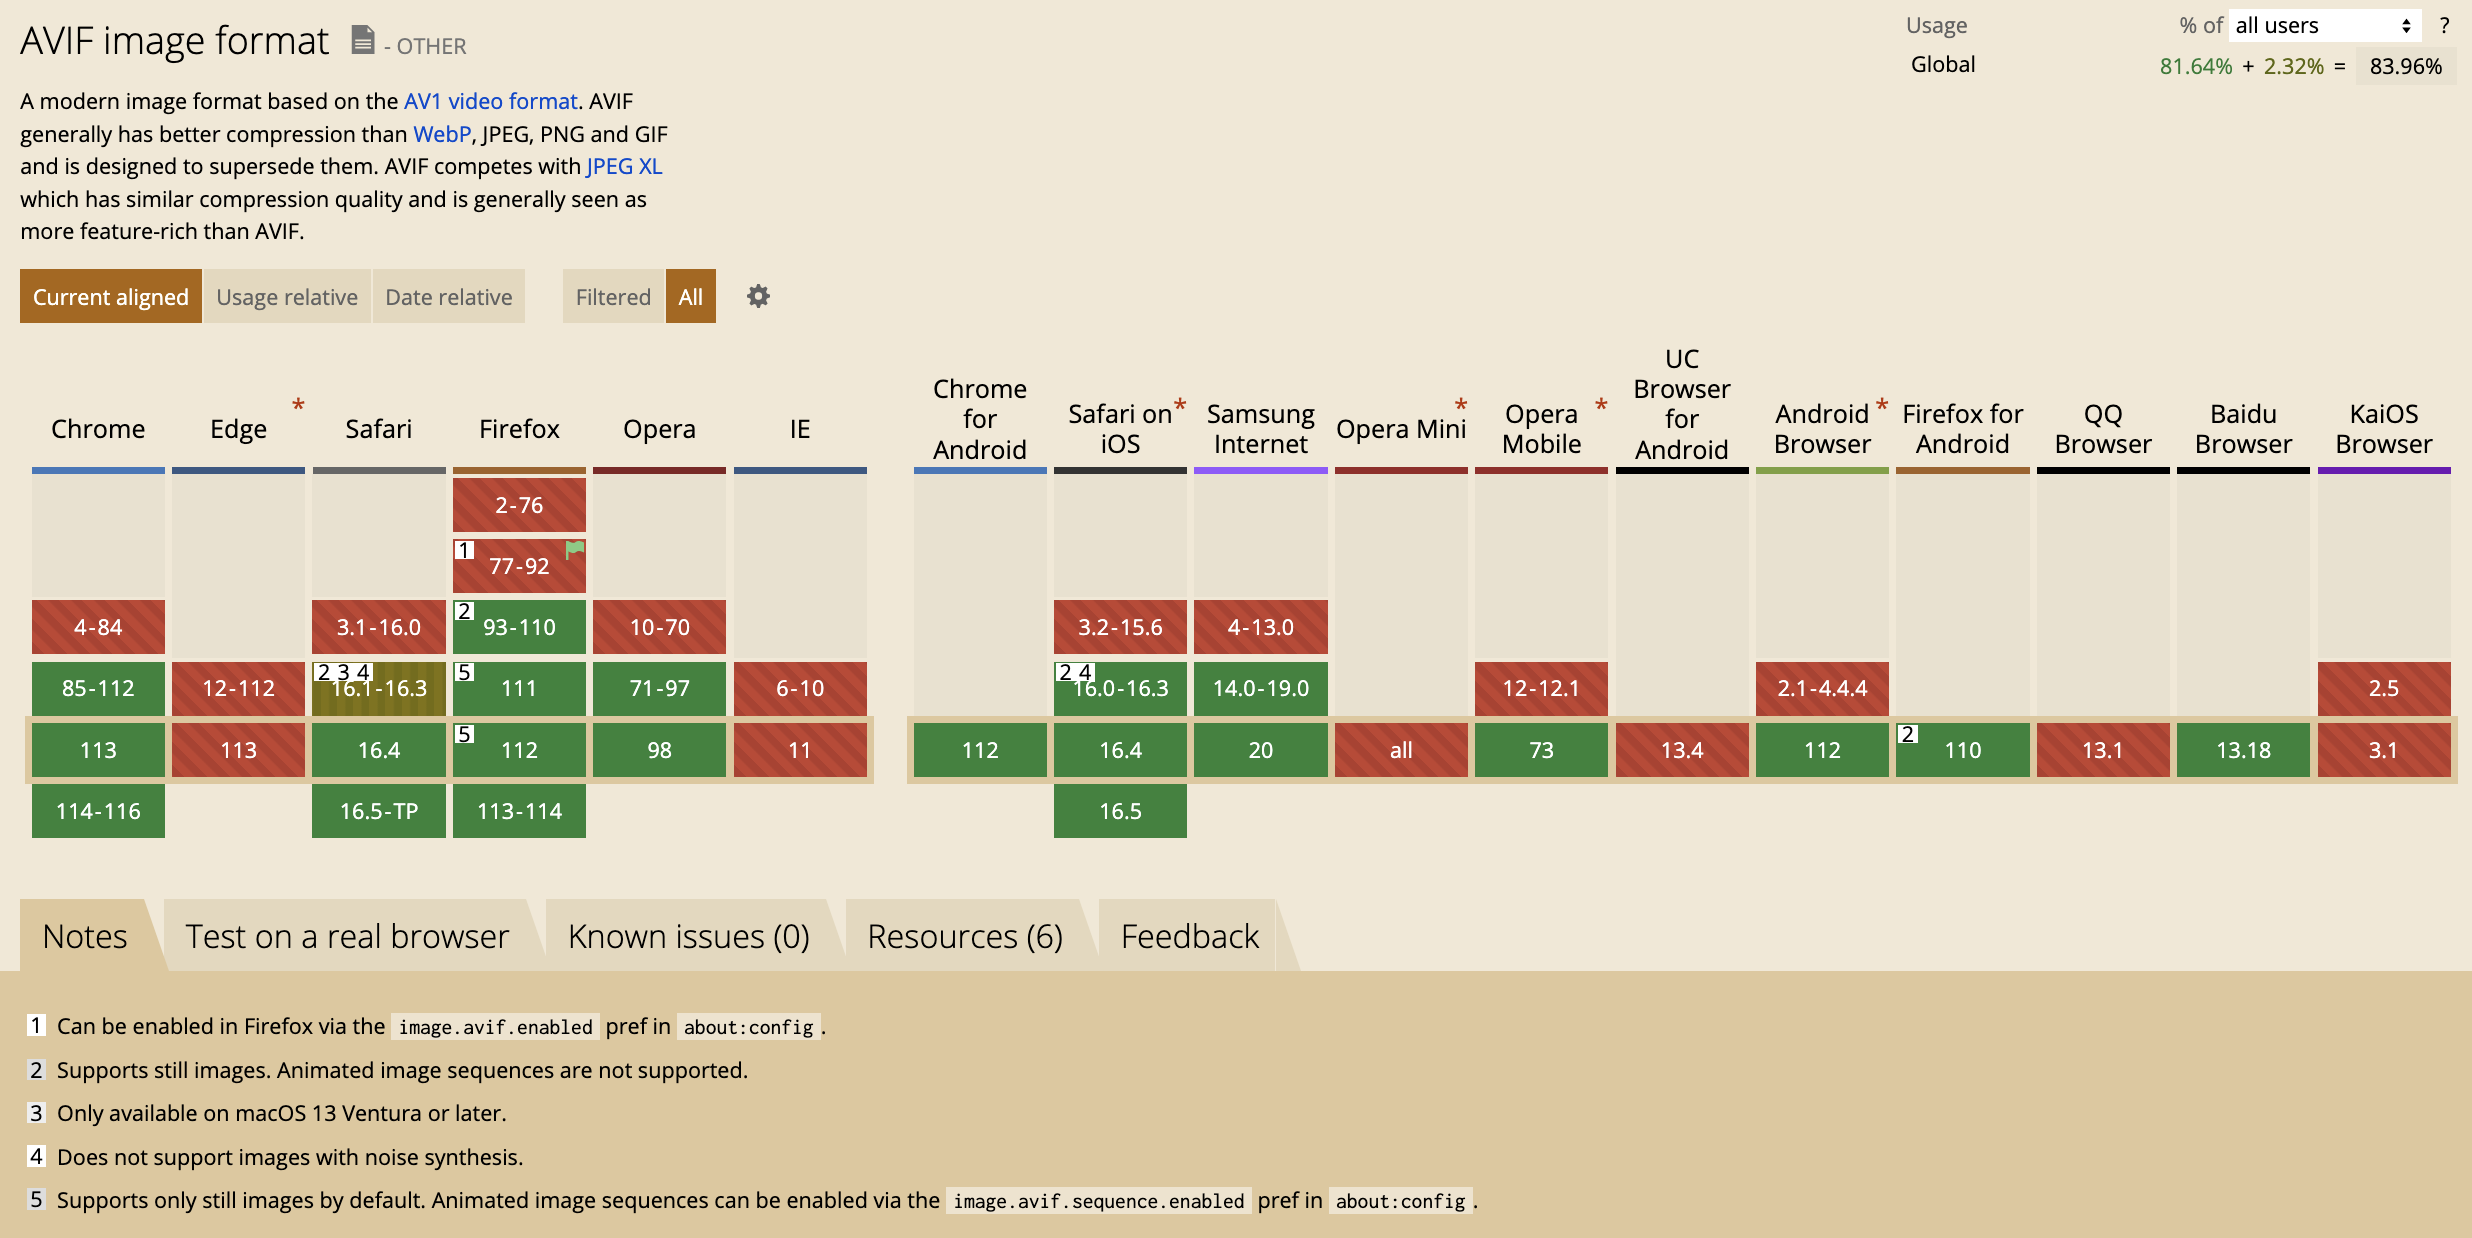 AVIF image format - OTHER
Usage % of all users ?
Global 81.64% + 2.32% = 83.96%
A modern image format based on the AV1 video format. AVIF
generally has better compression than WebP, JPEG, PNG and GIF
and is designed to supersede them. AVIF competes with JPEG XL
which has similar compression quality and is generally seen as
more feature-rich than AVIF.
Current aligned Usage relative Date relative Filtered All
Chrome
Edge *
Safari
Firefox
Opera
IE
Chrome
for
Android
Safari on *
iOS
Samsung
Internet
Opera Mini *
Opera *
Mobile
UC
Browser
for
Android
Android *
Browser
Firefox for
Android
QQ
Browser
Baidu
Browser
KaiOS
Browser
2-76
1 77-92
4-84 3.1-16.0 2 93-110 10-70 3.2-15.6 4-13.0
85-112 12-112 2 3 4 16.1-16.3 5 111 71-97 6-10 2 4 16.0-16.3 14.0-19.0 12-12.1 2.1-4.4.4 2.5
113 113 16.4 5 112 98 11 112 16.4 20 all 73 13.4 112 2 110 13.1 13.18 3.1
114-116 16.5-TP 113-114 16.5
Notes Test on a real browser Known issues (0) Resources (6) Feedback
1 Can be enabled in Firefox via the image.avif.enabled pref in about:config.
2 Supports still images. Animated image sequences are not supported.
3 Only available on macOS 13 Ventura or later.
4 Does not support images with noise synthesis.
5 Supports only still images by default. Animated image sequences can be enabled via the image.avif.sequence.enabled pref in about:config.